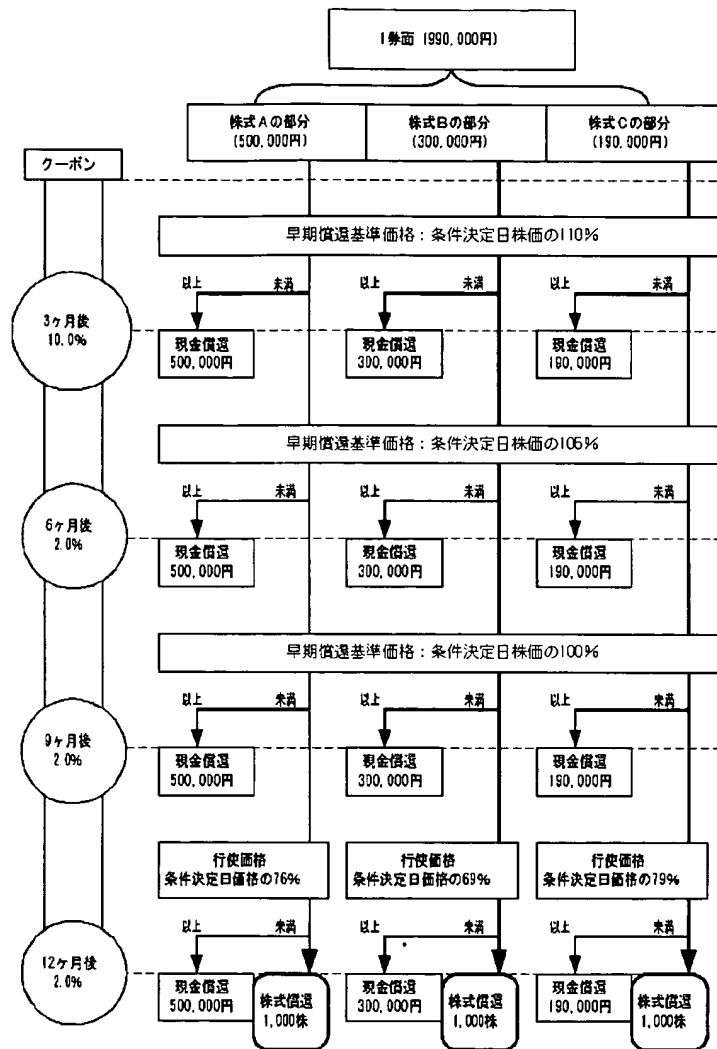 1券面 (990,000円)
株式Aの部分 株式Bの部分 株式Cの部分
(500,000円) (300,000円) (190,000円)
クーポン
早期償還基準価格：条件決定日株価の110%
以上 未満 以上 未満 以上 未満
3ヶ月後
10.0%
現金償還 現金償還 現金償還
500,000円 300,000円 190,000円
早期償還基準価格：条件決定日株価の105%
以上 未満 以上 未満 以上 未満
6ヶ月後
2.0%
現金償還 現金償還 現金償還
500,000円 300,000円 190,000円
早期償還基準価格：条件決定日株価の100%
以上 未満 以上 未満 以上 未満
9ヶ月後
2.0%
現金償還 現金償還 現金償還
500,000円 300,000円 190,000円
行使価格 行使価格 行使価格
条件決定日価格の76% 条件決定日価格の69% 条件決定日価格の79%
以上 未満 以上 未満 以上 未満
12ヶ月後
2.0%
現金償還 株式償還 現金償還 株式償還 現金償還 株式償還
500,000円 1,000株 300,000円 1,000株 190,000円 1,000株